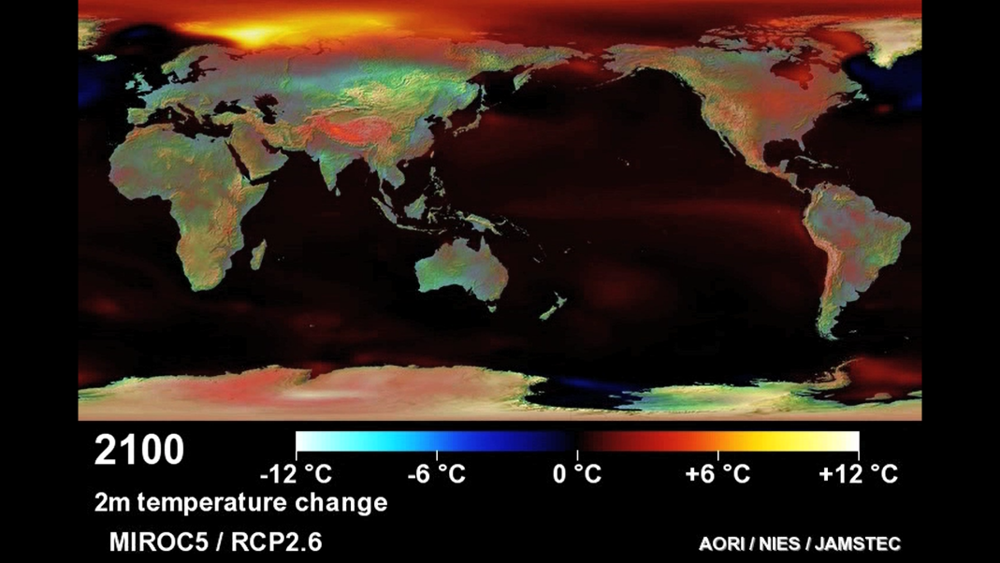 2100
-12 °C -6 °C 0 °C +6 °C +12 °C
2m temperature change
MIROC5 / RCP2.6
AORI / NIES / JAMSTEC